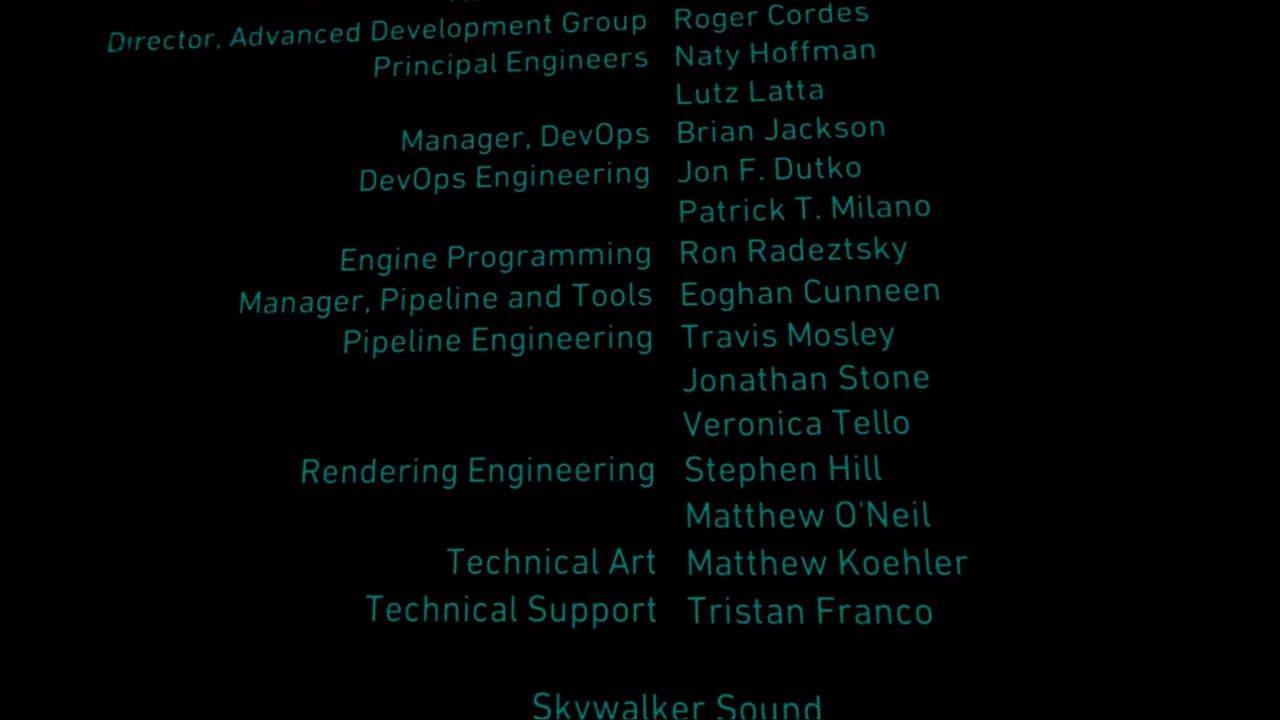 Director, Advanced Development Group Roger Cordes
Principal Engineers Naty Hoffman
Lutz Latta
Manager, DevOps Brian Jackson
DevOps Engineering Jon F. Dutko
Patrick T. Milano
Engine Programming Ron Radeztsky
Manager, Pipeline and Tools Eoghan Cunneen
Pipeline Engineering Travis Mosley
Jonathan Stone
Veronica Tello
Rendering Engineering Stephen Hill
Matthew O'Neil
Technical Art Matthew Koehler
Technical Support Tristan Franco
Skywalker Sound